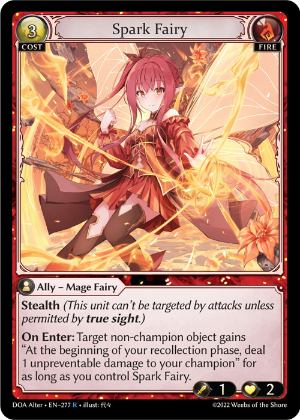 3
Spark Fairy
COST
FIRE
Ally – Mage Fairy
Stealth (This unit can't be targeted by attacks unless
permitted by true sight.)
On Enter: Target non-champion object gains
“At the beginning of your recollection phase, deal
1 unpreventable damage to your champion” for
as long as you control Spark Fairy.
1
2
DOA Alter • EN-277 R • illust: 代々
©2022 Weebs of the Shore